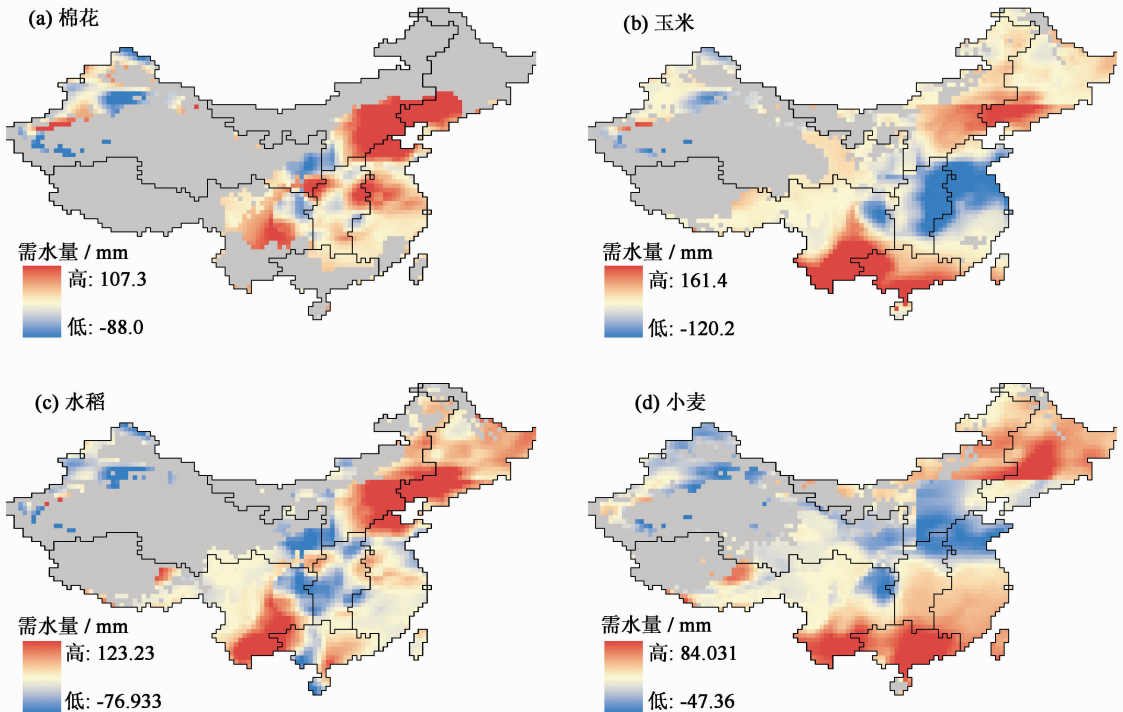 (a) 棉花
需水量 / mm
高: 107.3
低: -88.0
(b) 玉米
需水量 / mm
高: 161.4
低: -120.2
(c) 水稻
需水量 / mm
高: 123.23
低: -76.933
(d) 小麦
需水量 / mm
高: 84.031
低: -47.36